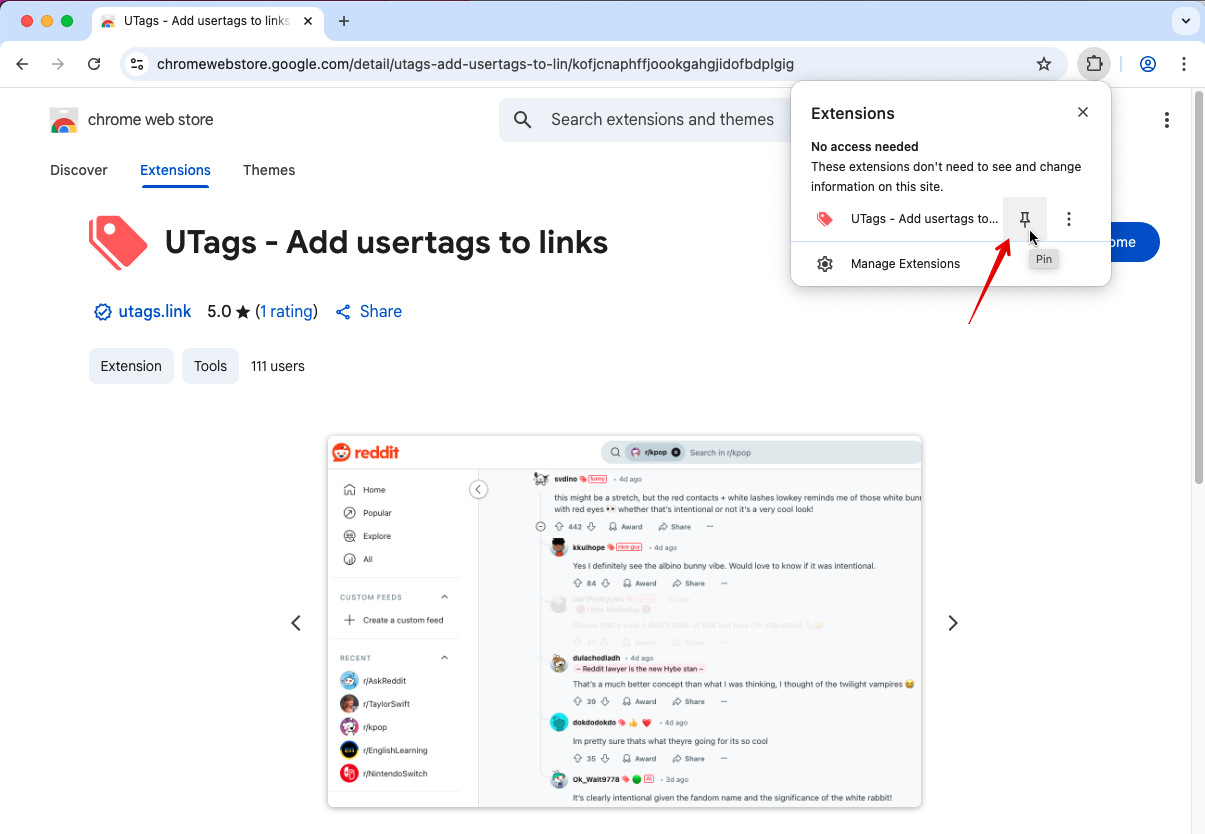 UTags - Add usertags to links
chromewebstore.google.com/detail/utags-add-usertags-to-lin/kofjcnaphffjoookgahgjidofbdplgig
chrome web store
Search extensions and themes
Discover
Extensions
Themes
Extensions
No access needed
These extensions don't need to see and change
information on this site.
UTags - Add usertags to...
Pin
Manage Extensions
ome
UTags - Add usertags to links
utags.link
5.0 ★ (1 rating)
Share
Extension
Tools
111 users
reddit
r/kpop
Search in r/kpop
Home
Popular
Explore
All
CUSTOM FEEDS
Create a custom feed
RECENT
r/AskReddit
r/TaylorSwift
r/kpop
r/EnglishLearning
r/NintendoSwitch
svdino funny • 4d ago
this might be a stretch, but the red contacts + white lashes lowkey reminds me of those white bunn
with red eyes 👀 whether that's intentional or not it's a very cool look!
442 Award Share ...
kkulhope nice guy • 4d ago
Yes I definitely see the albino bunny vibe. Would love to know if it was intentional.
84 Award Share ...
Award Share ...
dulachodladh • 4d ago
~ Reddit lawyer is the new Hybe stan ~
That's a much better concept than what I was thinking, I thought of the twilight vampires 😂
39 Award Share ...
dokdodokdo 👍 ❤️ • 4d ago
Im pretty sure thats what theyre going for its so cool
35 Award Share ...
Ok_Wait9778 AI • 3d ago
It's clearly intentional given the fandom name and the significance of the white rabbit!